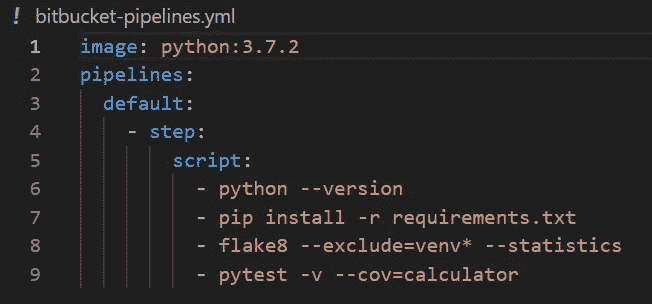 ! bitbucket-pipelines.yml
1 image: python:3.7.2
2 pipelines:
3 default:
4 - step:
5 script:
6 - python --version
7 - pip install -r requirements.txt
8 - flake8 --exclude=venv* --statistics
9 - pytest -v --cov=calculator